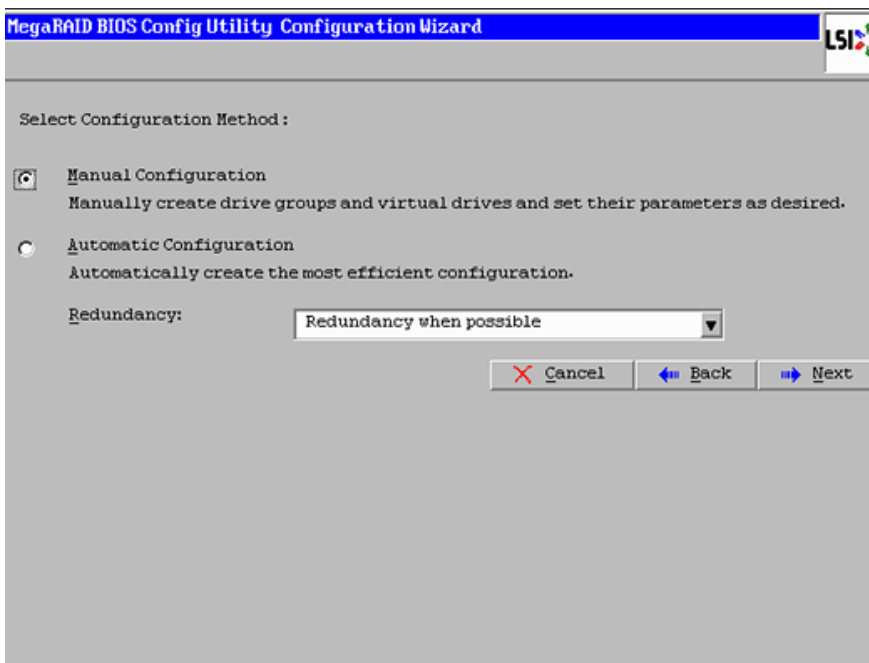 MegaRAID BIOS Config Utility Configuration Wizard
LSI
Select Configuration Method:
Manual Configuration
Manually create drive groups and virtual drives and set their parameters as desired.
Automatic Configuration
Automatically create the most efficient configuration.
Redundancy: Redundancy when possible
Cancel Back Next